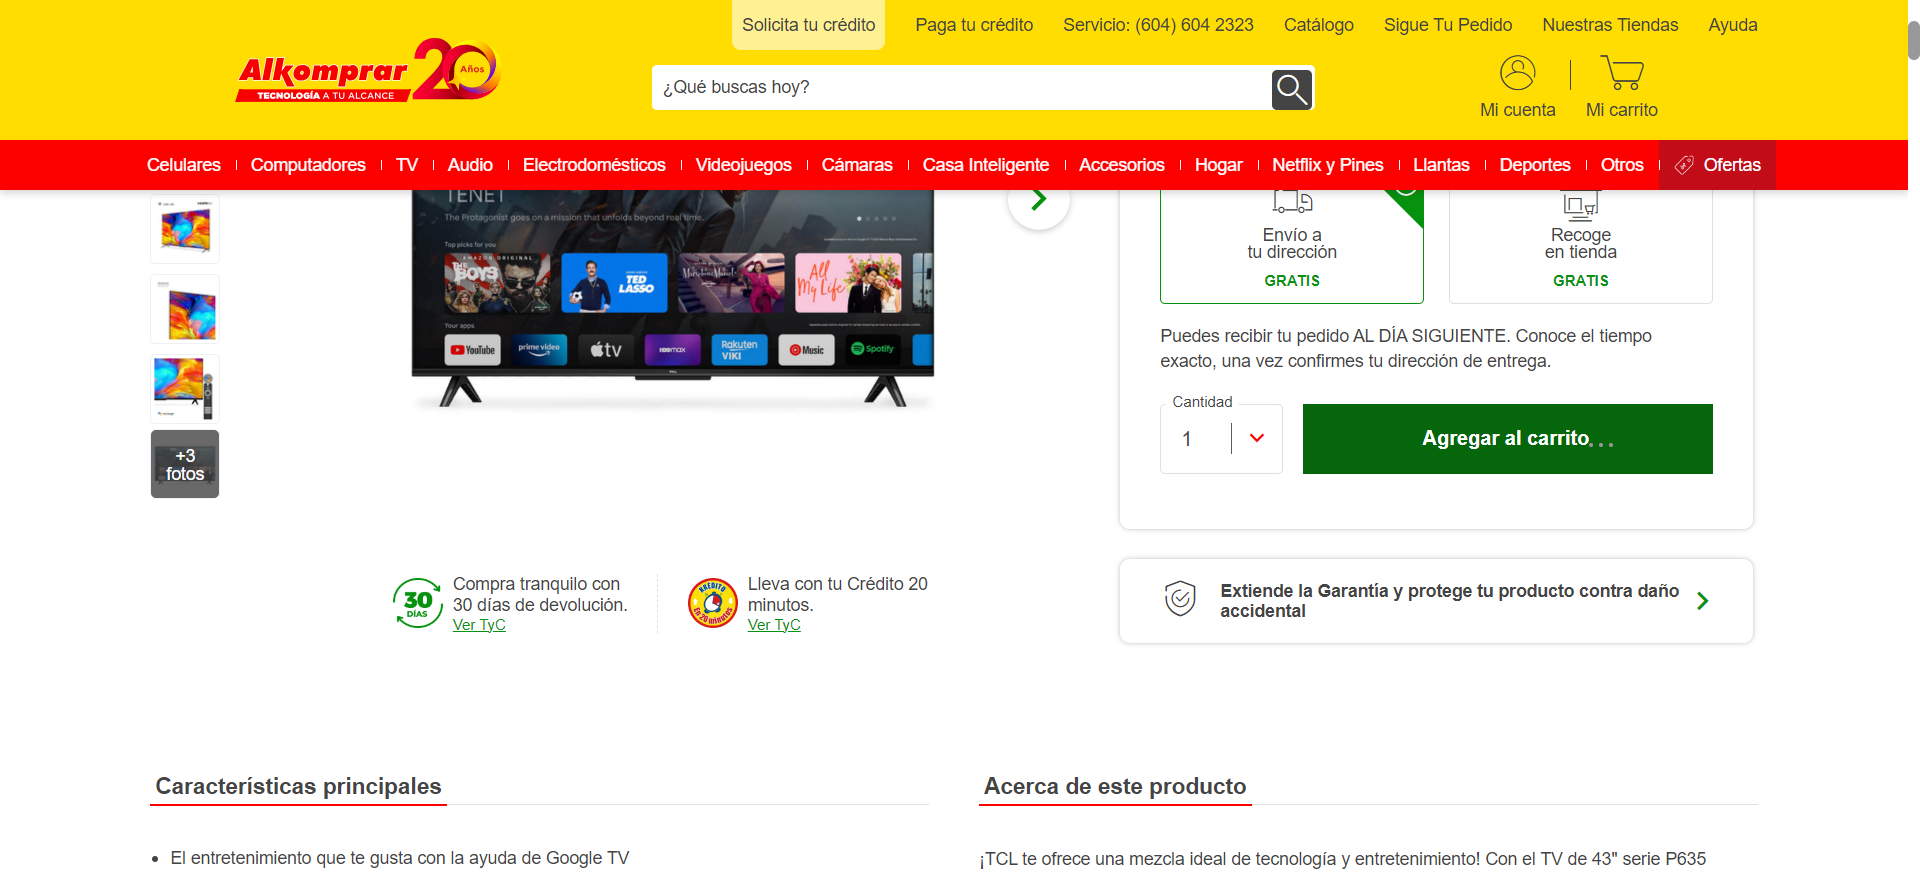 Solicita tu crédito
Paga tu crédito
Servicio: (604) 604 2323
Catálogo
Sigue Tu Pedido
Nuestras Tiendas
Ayuda
Alkomprar 20 Años
TECNOLOGÍA A TU ALCANCE
¿Qué buscas hoy?
Mi cuenta
Mi carrito
Celulares
Computadores
TV
Audio
Electrodomésticos
Videojuegos
Cámaras
Casa Inteligente
Accesorios
Hogar
Netflix y Pines
Llantas
Deportes
Otros
Ofertas
TENET
The Protagonist goes on a mission that unfolds beyond real time.
Top picks for you
AMAZON ORIGINAL
THE BOYS
TED LASSO
All My Life
Your apps
YouTube
prime video
tv
HBOmax
Rakuten VIKI
Music
Spotify
TCL
+3
fotos
Envío a
tu dirección
GRATIS
Recoge
en tienda
GRATIS
Puedes recibir tu pedido AL DÍA SIGUIENTE. Conoce el tiempo
exacto, una vez confirmes tu dirección de entrega.
Cantidad
1
Agregar al carrito...
30 DÍAS
Compra tranquilo con
30 días de devolución.
Ver TyC
KREDITO
En 20 minutos
Lleva con tu Crédito 20
minutos.
Ver TyC
Extiende la Garantía y protege tu producto contra daño
accidental
Características principales
Acerca de este producto
• El entretenimiento que te gusta con la ayuda de Google TV
¡TCL te ofrece una mezcla ideal de tecnología y entretenimiento! Con el TV de 43" serie P635